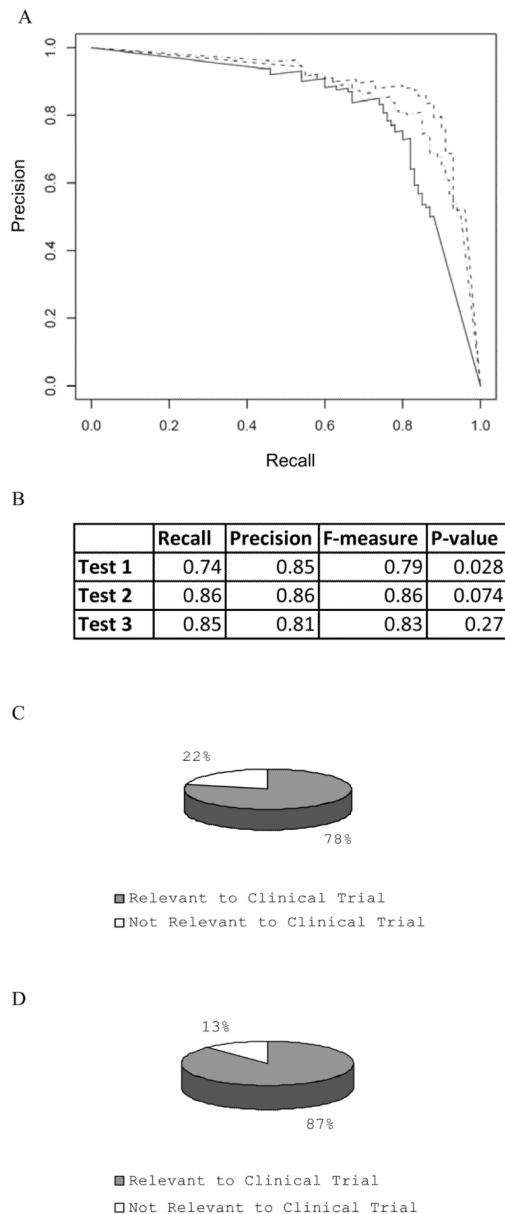 A
1.0
0.8
0.6
0.4
0.2
0.0
Precision
0.0 0.2 0.4 0.6 0.8 1.0
Recall
B
Recall Precision F-measure P-value
Test 1 0.74 0.85 0.79 0.028
Test 2 0.86 0.86 0.86 0.074
Test 3 0.85 0.81 0.83 0.27
C
22%
78%
Relevant to Clinical Trial
Not Relevant to Clinical Trial
D
13%
87%
Relevant to Clinical Trial
Not Relevant to Clinical Trial